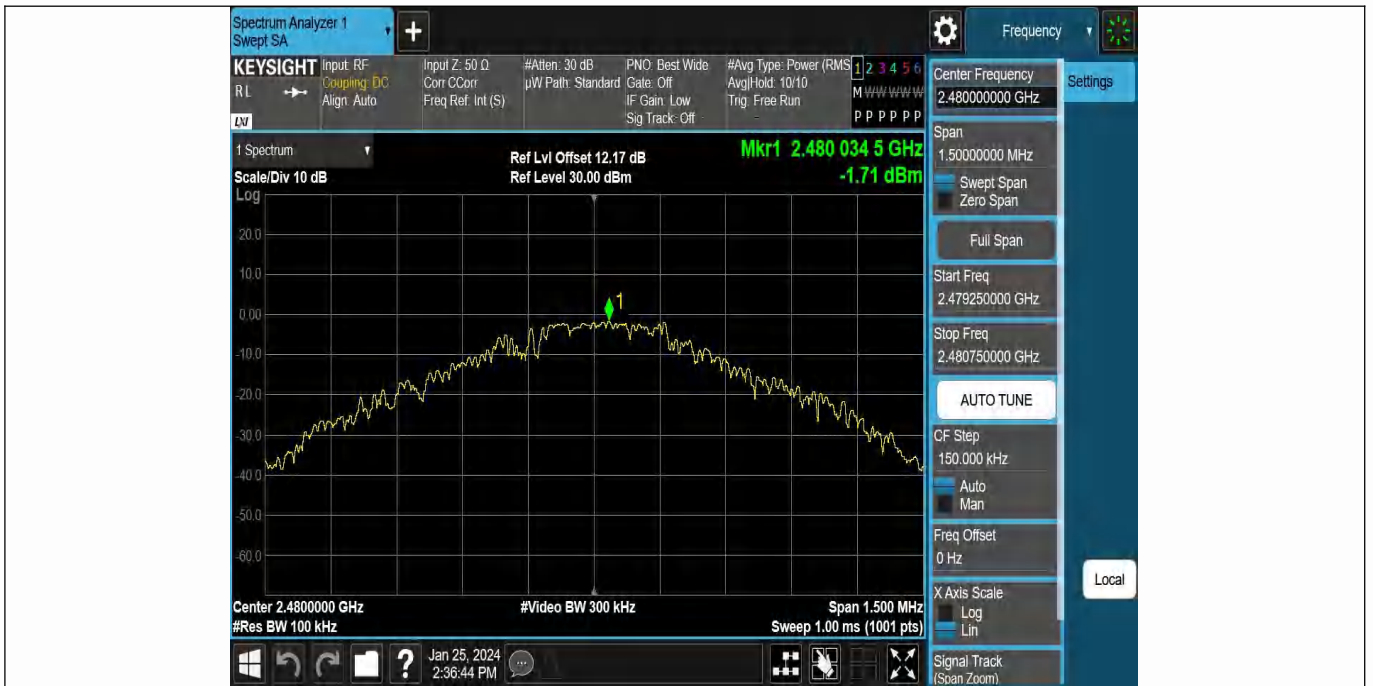 Spectrum Analyzer 1
Swept SA
+
Frequency
KEYSIGHT
RL
LXI
Input: RF
Coupling: DC
Align: Auto
Input Z: 50 Ω
Corr CCorr
Freq Ref: Int (S)
#Atten: 30 dB
µW Path: Standard
PNO: Best Wide
Gate: Off
IF Gain: Low
Sig Track: Off
#Avg Type: Power (RMS
Avg|Hold: 10/10
Trig: Free Run
1 2 3 4 5 6
M W W W W W
P P P P P P
Center Frequency
2.480000000 GHz
Settings
Span
1.50000000 MHz
Swept Span
Zero Span
Full Span
Start Freq
2.479250000 GHz
Stop Freq
2.480750000 GHz
AUTO TUNE
CF Step
150.000 kHz
Auto
Man
Freq Offset
0 Hz
X Axis Scale
Log
Lin
Signal Track
(Span Zoom)
Local
1 Spectrum
Scale/Div 10 dB
Ref Lvl Offset 12.17 dB
Ref Level 30.00 dBm
Mkr1 2.480 034 5 GHz
-1.71 dBm
Log
20.0
10.0
0.00
-10.0
-20.0
-30.0
-40.0
-50.0
-60.0
1
Center 2.4800000 GHz
#Res BW 100 kHz
#Video BW 300 kHz
Span 1.500 MHz
Sweep 1.00 ms (1001 pts)
?
Jan 25, 2024
2:36:44 PM